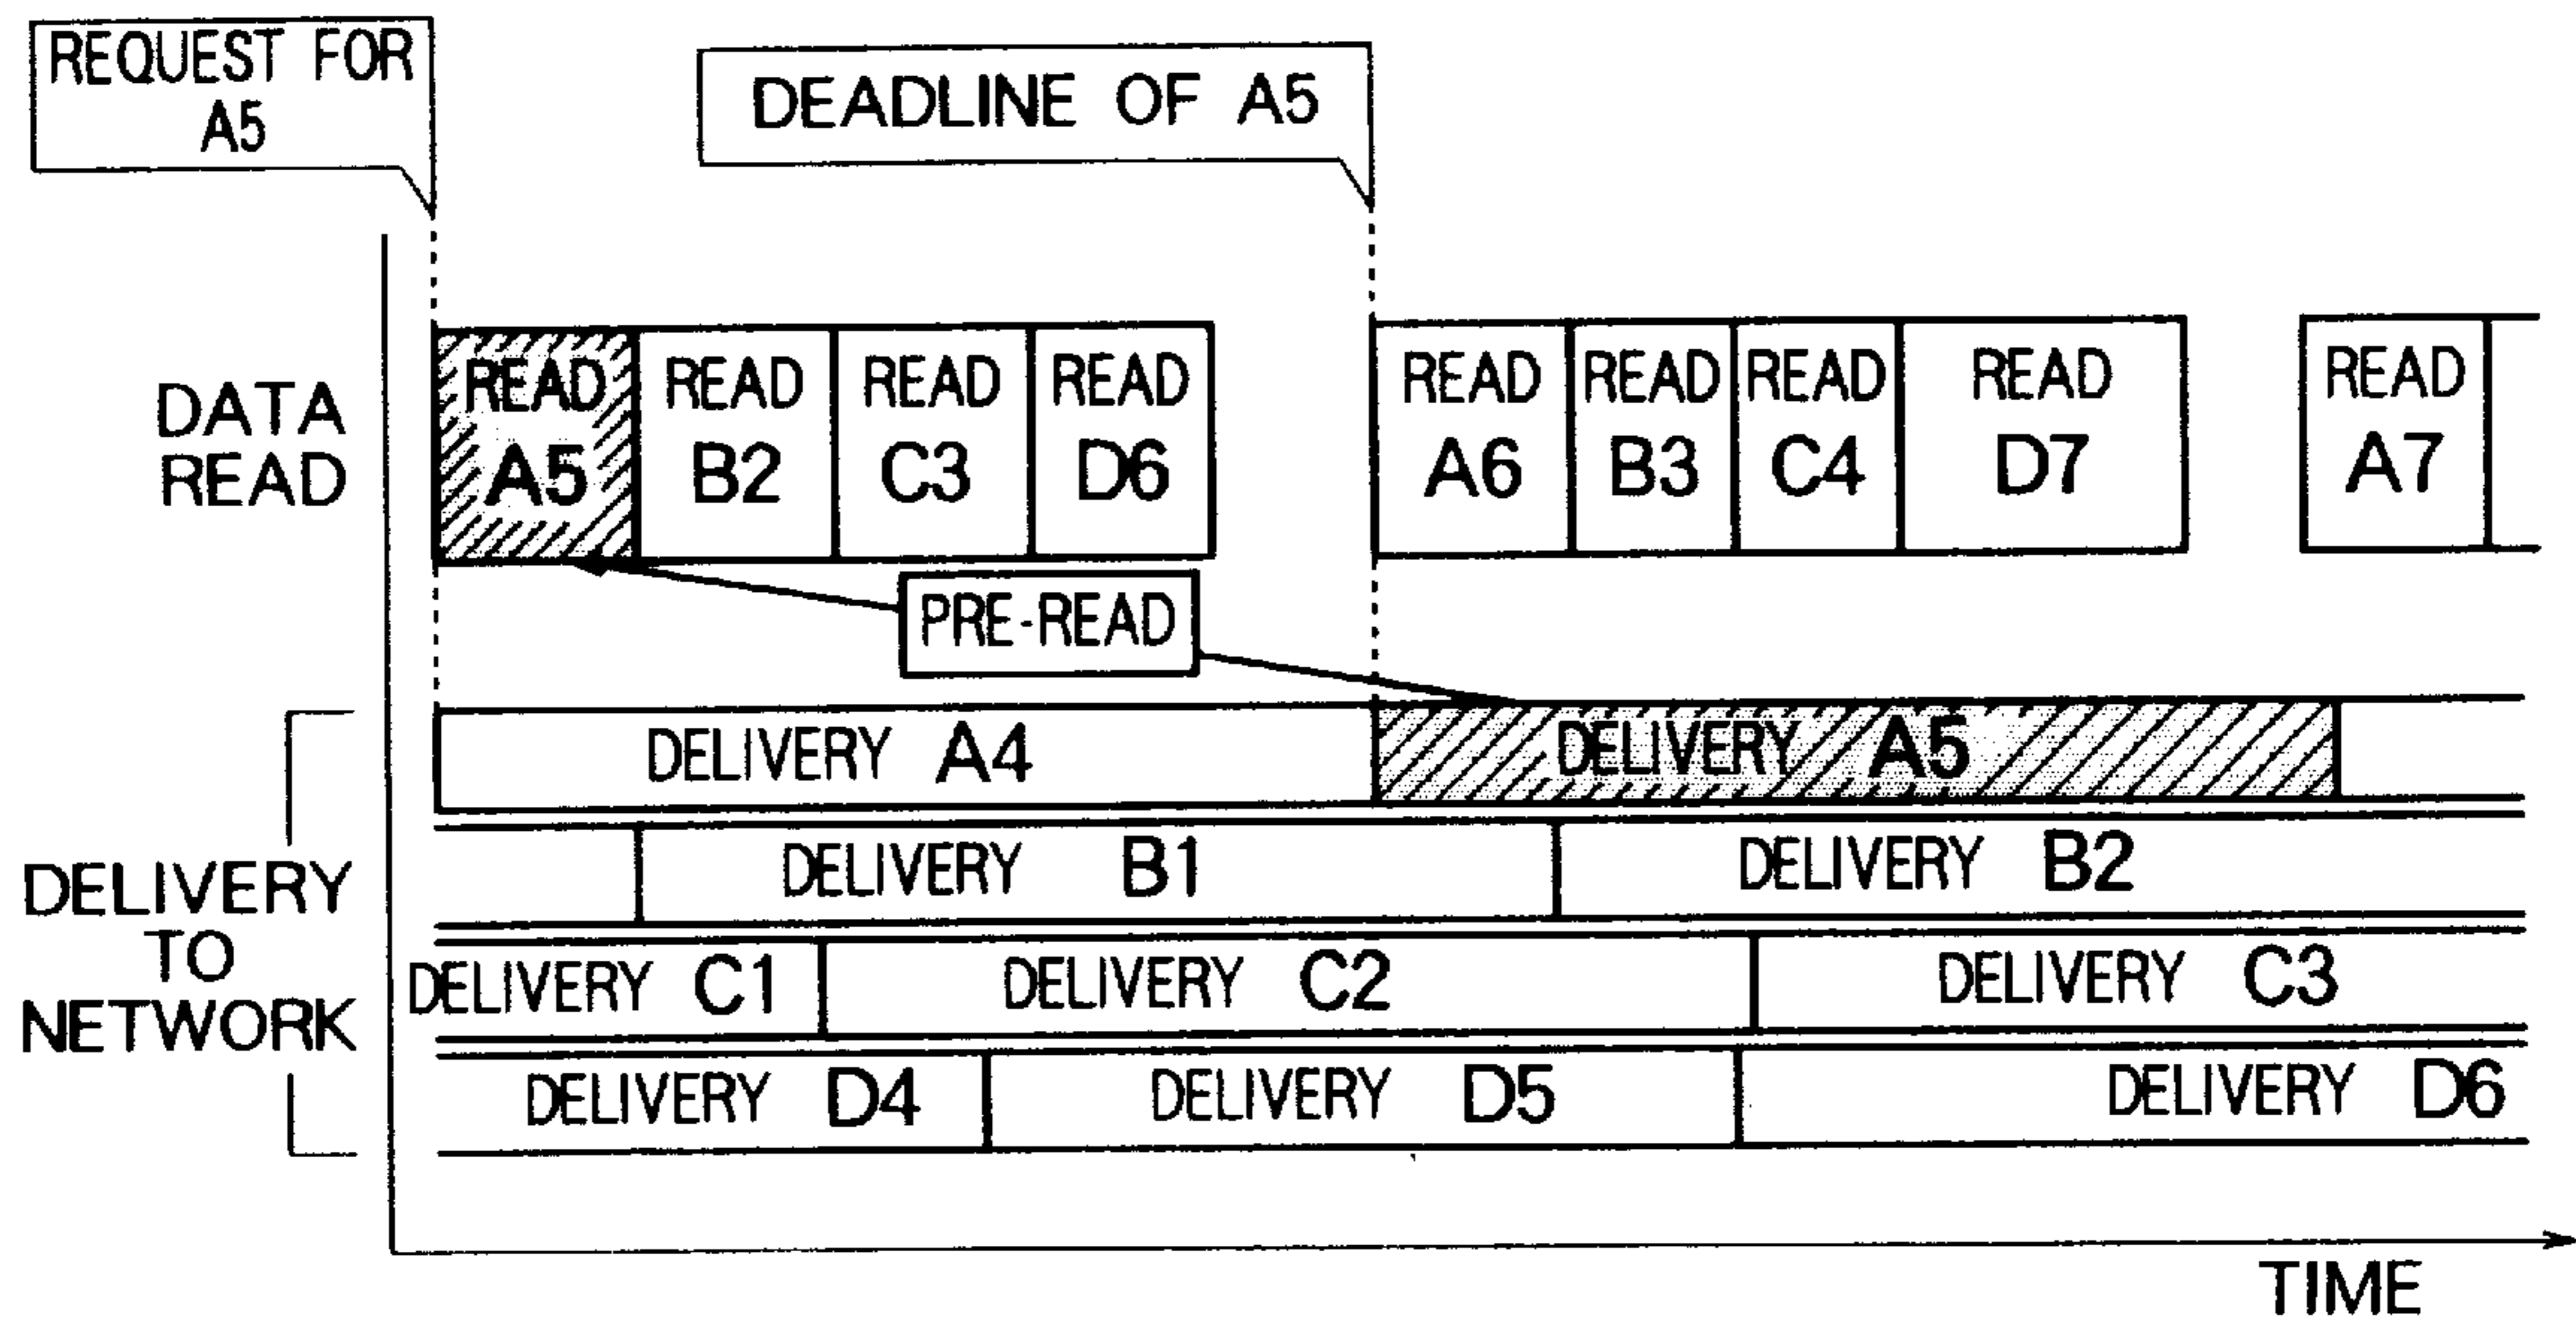 REQUEST FOR
A5
DEADLINE OF A5
DATA
READ
READ
A5
READ
B2
READ
C3
READ
D6
READ
A6
READ
B3
READ
C4
READ
D7
READ
A7
PRE-READ
DELIVERY
TO
NETWORK
DELIVERY A4
DELIVERY A5
DELIVERY B1
DELIVERY B2
DELIVERY C1
DELIVERY C2
DELIVERY C3
DELIVERY D4
DELIVERY D5
DELIVERY D6
TIME